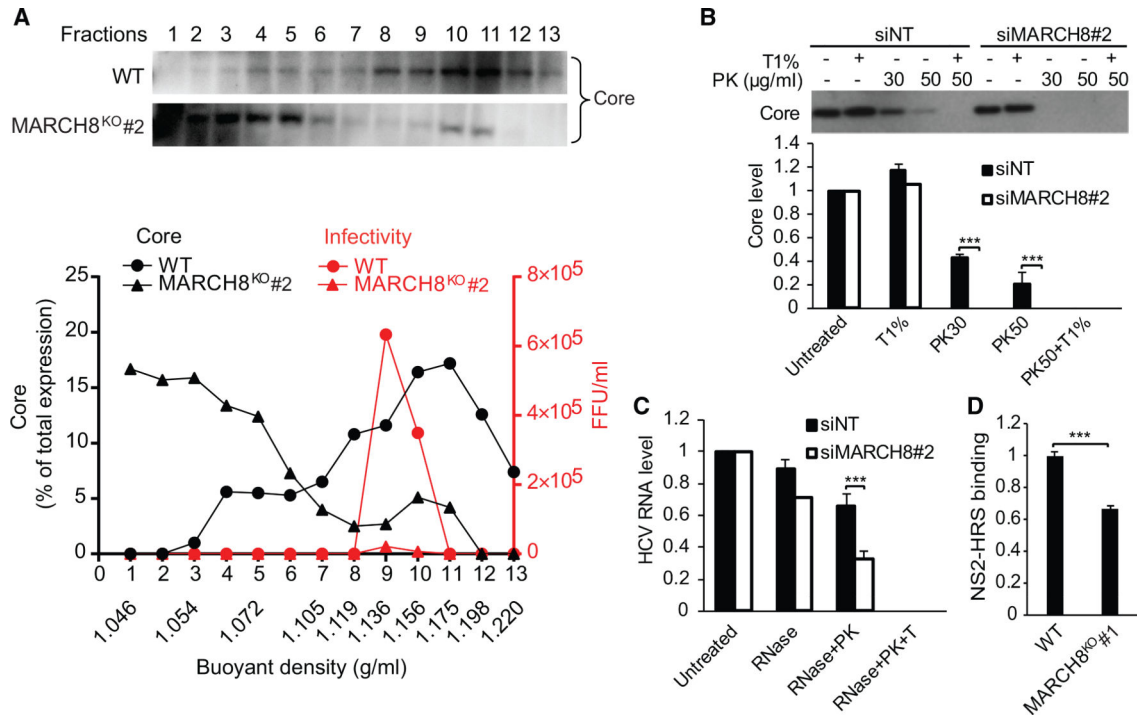 A
Fractions 1 2 3 4 5 6 7 8 9 10 11 12 13
WT
MARCH8ᴷᴼ#2
Core
Core
Infectivity
WT
MARCH8ᴷᴼ#2
WT
MARCH8ᴷᴼ#2
Core
(% of total expression)
25
20
15
10
5
0
8×10⁵
6×10⁵
4×10⁵
2×10⁵
0
FFU/ml
0 1 2 3 4 5 6 7 8 9 10 11 12 13
1.046 1.054 1.072 1.105 1.119 1.136 1.156 1.175 1.198 1.220
Buoyant density (g/ml)
B
siNT siMARCH8#2
T1% - + - - + - + - - +
PK (µg/ml) - - 30 50 50 - - 30 50 50
Core
Core level
1.4
1.2
1
0.8
0.6
0.4
0.2
0
siNT
siMARCH8#2
***
***
Untreated T1% PK30 PK50 PK50+T1%
C
HCV RNA level
1.2
1
0.8
0.6
0.4
0.2
0
siNT
siMARCH8#2
***
Untreated RNase RNase+PK RNase+PK+T
D
NS2-HRS binding
1.2
1
0.8
0.6
0.4
0.2
0
***
WT MARCH8ᴷᴼ#1